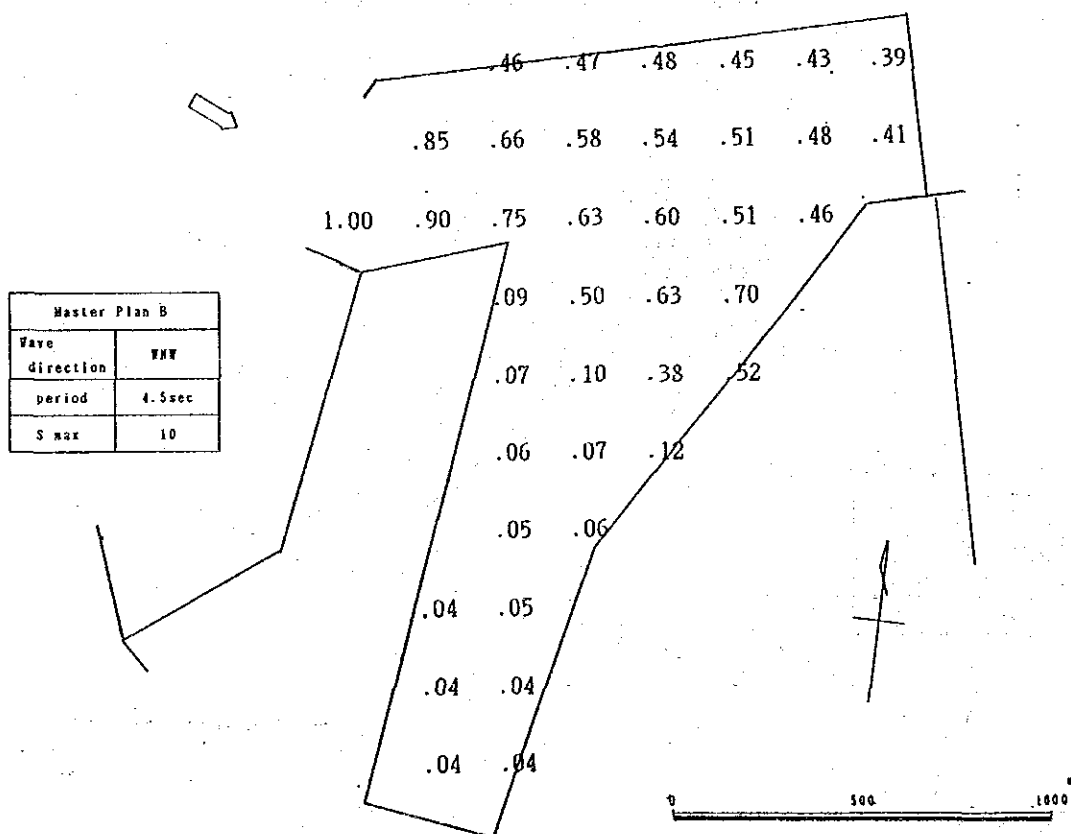 .46 .47 .48 .45 .43 .39
.85 .66 .58 .54 .51 .48 .41
1.00 .90 .75 .63 .60 .51 .46
.09 .50 .63 .70
.07 .10 .38 .52
.06 .07 .12
.05 .06
.04 .05
.04 .04
.04 .04
Master Plan B
Wave direction WNW
period 4.5sec
S max 10
0 500 1000